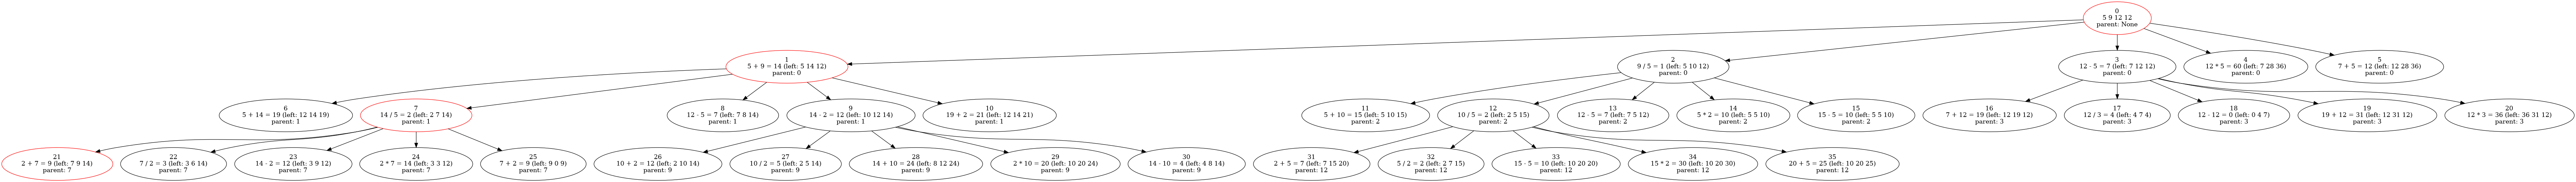 0
5 9 12 12
parent: None
1
5 + 9 = 14 (left: 5 14 12)
parent: 0
2
9 / 5 = 1 (left: 5 10 12)
parent: 0
3
12 - 5 = 7 (left: 7 12 12)
parent: 0
4
12 * 5 = 60 (left: 7 28 36)
parent: 0
5
7 + 5 = 12 (left: 12 28 36)
parent: 0
6
5 + 14 = 19 (left: 12 14 19)
parent: 1
7
14 / 5 = 2 (left: 2 7 14)
parent: 1
8
12 - 5 = 7 (left: 7 8 14)
parent: 1
9
14 - 2 = 12 (left: 10 12 14)
parent: 1
10
19 + 2 = 21 (left: 12 14 21)
parent: 1
11
5 + 10 = 15 (left: 5 10 15)
parent: 2
12
10 / 5 = 2 (left: 2 5 15)
parent: 2
13
12 - 5 = 7 (left: 7 5 12)
parent: 2
14
5 * 2 = 10 (left: 5 5 10)
parent: 2
15
15 - 5 = 10 (left: 5 5 10)
parent: 2
16
7 + 12 = 19 (left: 12 19 12)
parent: 3
17
12 / 3 = 4 (left: 4 7 4)
parent: 3
18
12 - 12 = 0 (left: 0 4 7)
parent: 3
19
19 + 12 = 31 (left: 12 31 12)
parent: 3
20
12 * 3 = 36 (left: 36 31 12)
parent: 3
21
2 + 7 = 9 (left: 7 9 14)
parent: 7
22
7 / 2 = 3 (left: 3 6 14)
parent: 7
23
14 - 2 = 12 (left: 3 9 12)
parent: 7
24
2 * 7 = 14 (left: 3 3 12)
parent: 7
25
7 + 2 = 9 (left: 9 0 9)
parent: 7
26
10 + 2 = 12 (left: 2 10 14)
parent: 9
27
10 / 2 = 5 (left: 2 5 14)
parent: 9
28
14 + 10 = 24 (left: 8 12 24)
parent: 9
29
2 * 10 = 20 (left: 10 20 24)
parent: 9
30
14 - 10 = 4 (left: 4 8 14)
parent: 9
31
2 + 5 = 7 (left: 7 15 20)
parent: 12
32
5 / 2 = 2 (left: 2 7 15)
parent: 12
33
15 - 5 = 10 (left: 10 20 20)
parent: 12
34
15 * 2 = 30 (left: 10 20 30)
parent: 12
35
20 + 5 = 25 (left: 10 20 25)
parent: 12